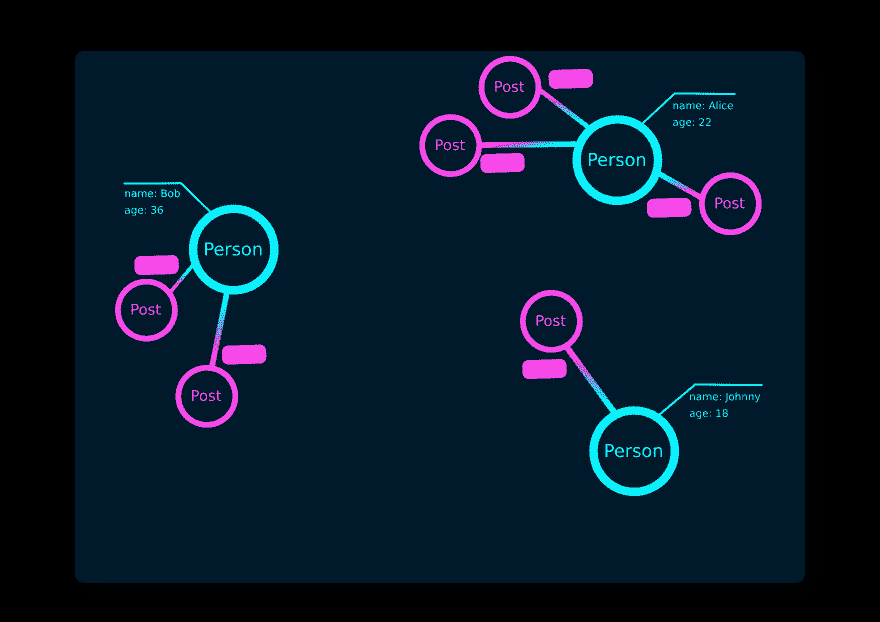 Post
name: Alice
age: 22
Post
Person
Post
name: Bob
age: 36
Person
Post
Post
Post
name: Johnny
age: 18
Person